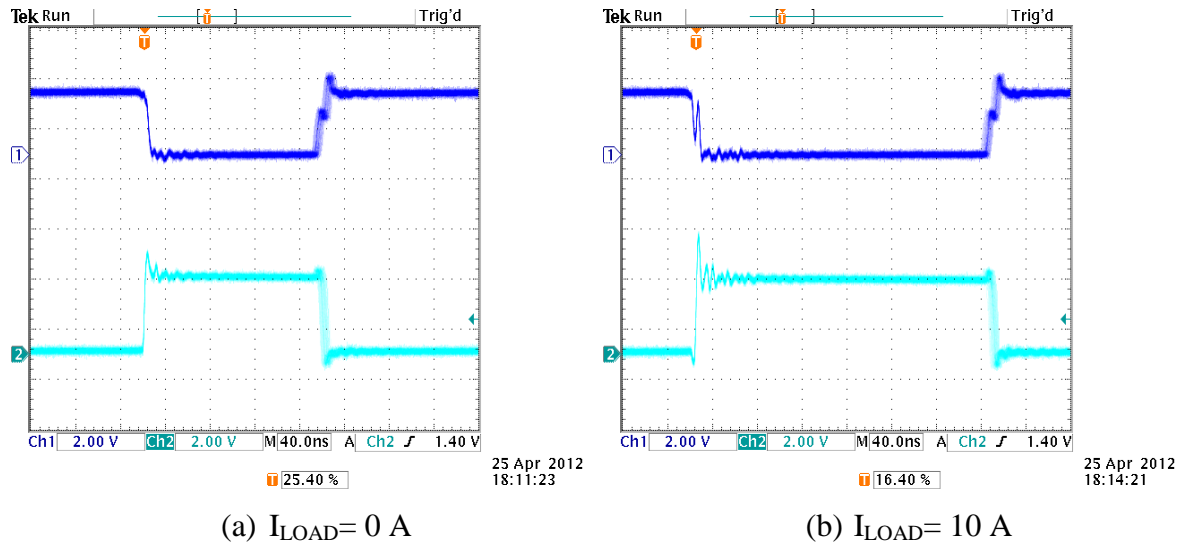 Tek Run
[
T
]
Trig'd
T
1
2
Ch1 2.00 V Ch2 2.00 V M 40.0ns A Ch2 1.40 V
25 Apr 2012
T 25.40 % 18:11:23
(a) I_LOAD= 0 A
Tek Run
[
T
]
Trig'd
T
1
2
Ch1 2.00 V Ch2 2.00 V M 40.0ns A Ch2 1.40 V
25 Apr 2012
T 16.40 % 18:14:21
(b) I_LOAD= 10 A